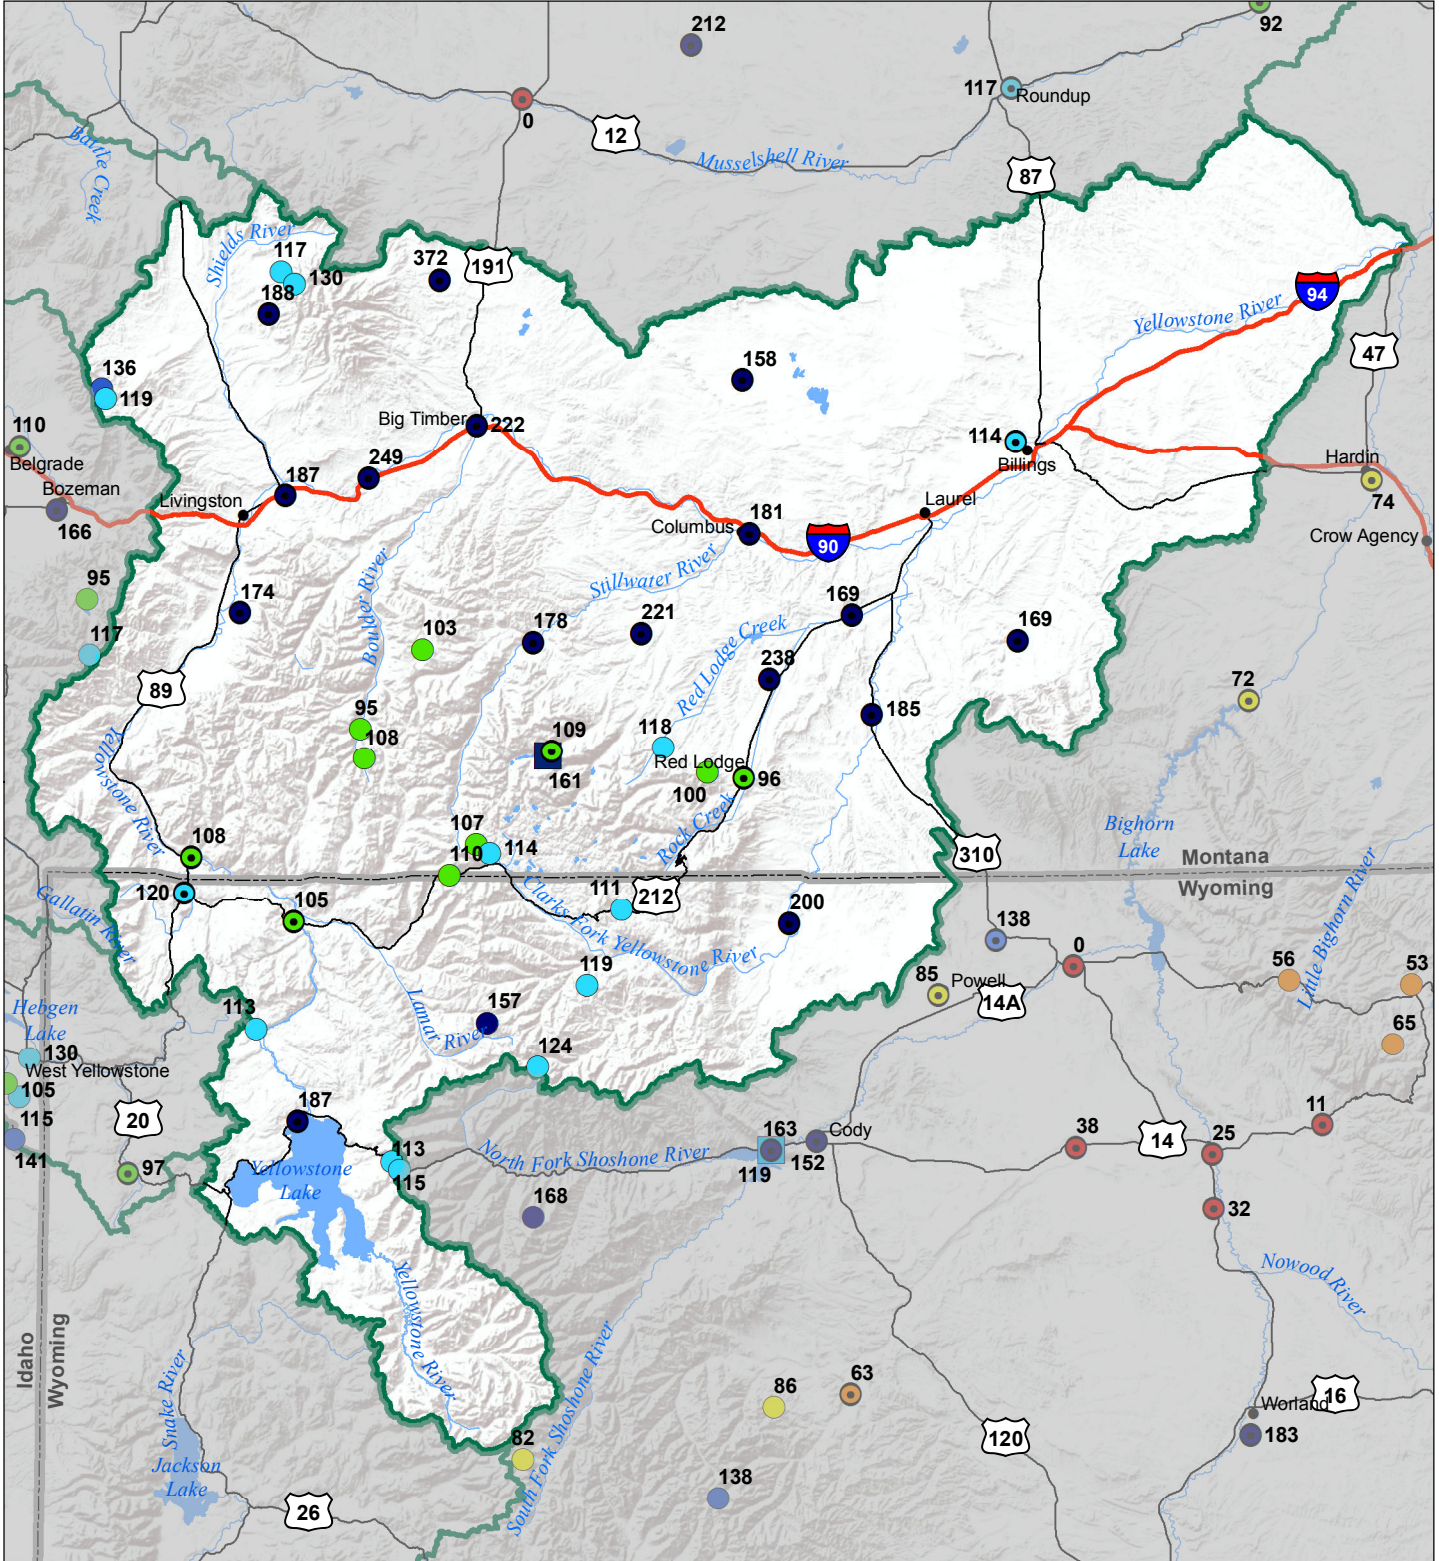 212
92
117
Roundup
0
12
Musselshell River
87
Battle
Creek
Shields River
117
130
188
372
191
94
Yellowstone River
47
136
119
158
110
Belgrade
Big Timber
222
114
Billings
Hardin
74
Bozeman
166
249
187
Livingston
Laurel
181
Columbus
90
Crow Agency
95
174
Boulder River
Stillwater River
169
117
103
178
221
Red Lodge Creek
169
238
72
89
185
95
108
109
161
118
Red Lodge
100
96
Yellowstone River
107
114
110
Rock Creek
Bighorn
Lake
108
310
Montana
Wyoming
120
Gallatin River
105
111
212
Clarks Fork Yellowstone River
200
138
0
Little Bighorn River
56
53
119
85
Powell
14A
113
Lamar River
157
65
Hebgen
Lake
130
West Yellowstone
105
115
141
124
20
187
11
163
152
119
Cody
38
14
25
97
113
115
Yellowstone
Lake
North Fork Shoshone River
168
32
Nowood River
Yellowstone River
Idaho
Wyoming
Snake River
South Fork Shoshone River
86
63
16
Worland
183
120
82
138
Jackson
Lake
26